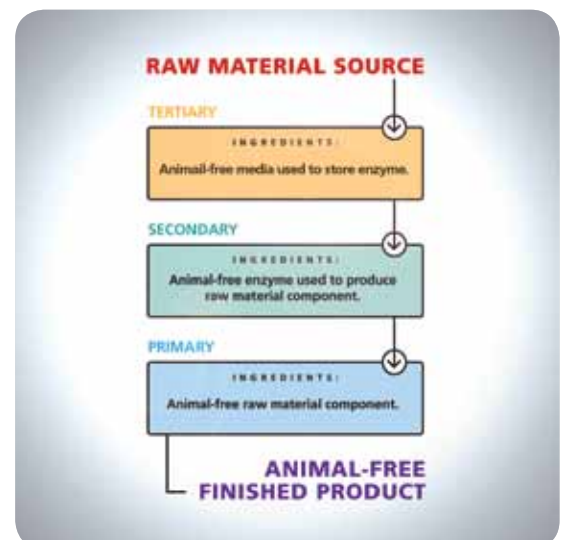 RAW MATERIAL SOURCE
TERTIARY
INGREDIENTS:
Animail-free media used to store enzyme.
SECONDARY
INGREDIENTS:
Animal-free enzyme used to produce
raw material component.
PRIMARY
INGREDIENTS:
Animal-free raw material component.
ANIMAL-FREE
FINISHED PRODUCT